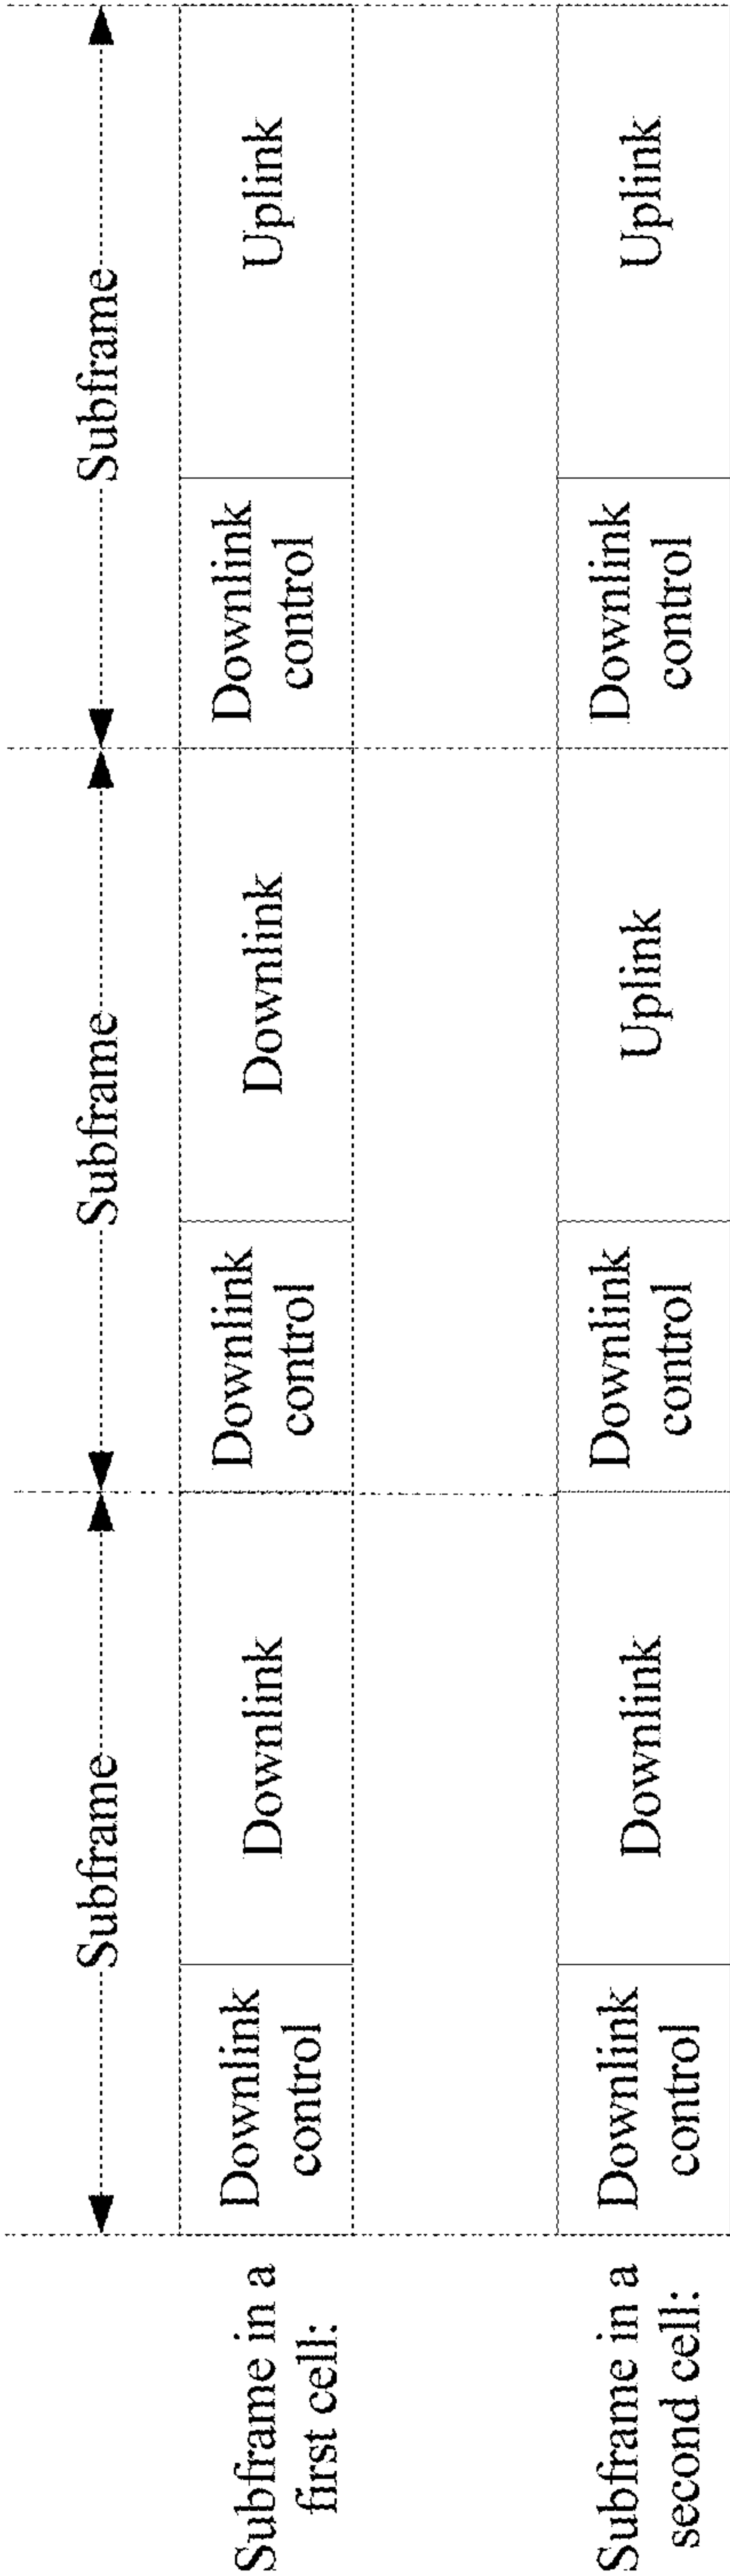 Subframe
Subframe
Subframe
Subframe in a
first cell:
Downlink
control
Downlink
Downlink
control
Downlink
Downlink
control
Uplink
Subframe in a
second cell:
Downlink
control
Downlink
Downlink
control
Uplink
Downlink
control
Uplink